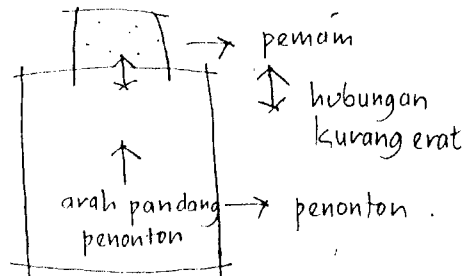 pemain
hubungan
kurang erat
arah pandang
penonton
penonton.